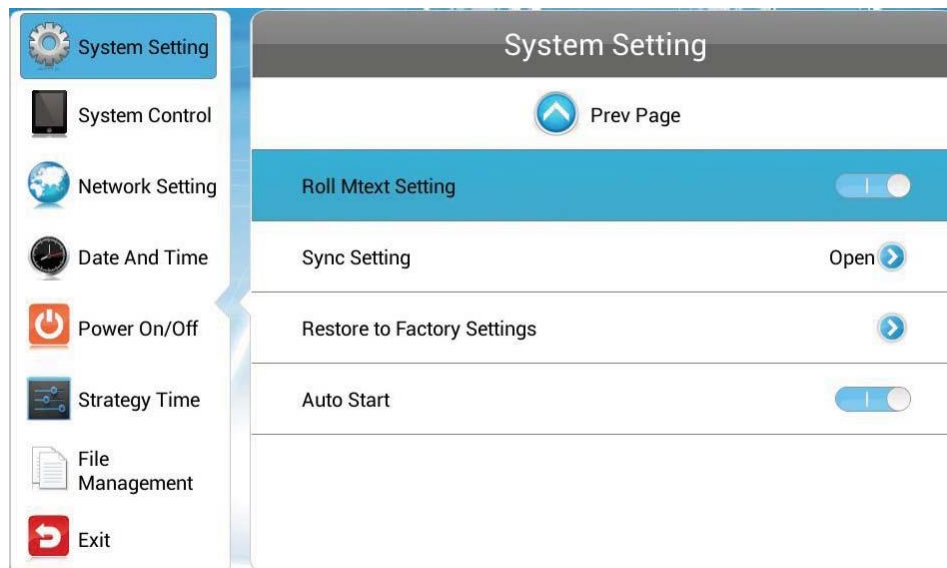 System Setting
System Control
Network Setting
Date And Time
Power On/Off
Strategy Time
File
Management
Exit
System Setting
Prev Page
Roll Mtext Setting
Sync Setting Open
Restore to Factory Settings
Auto Start